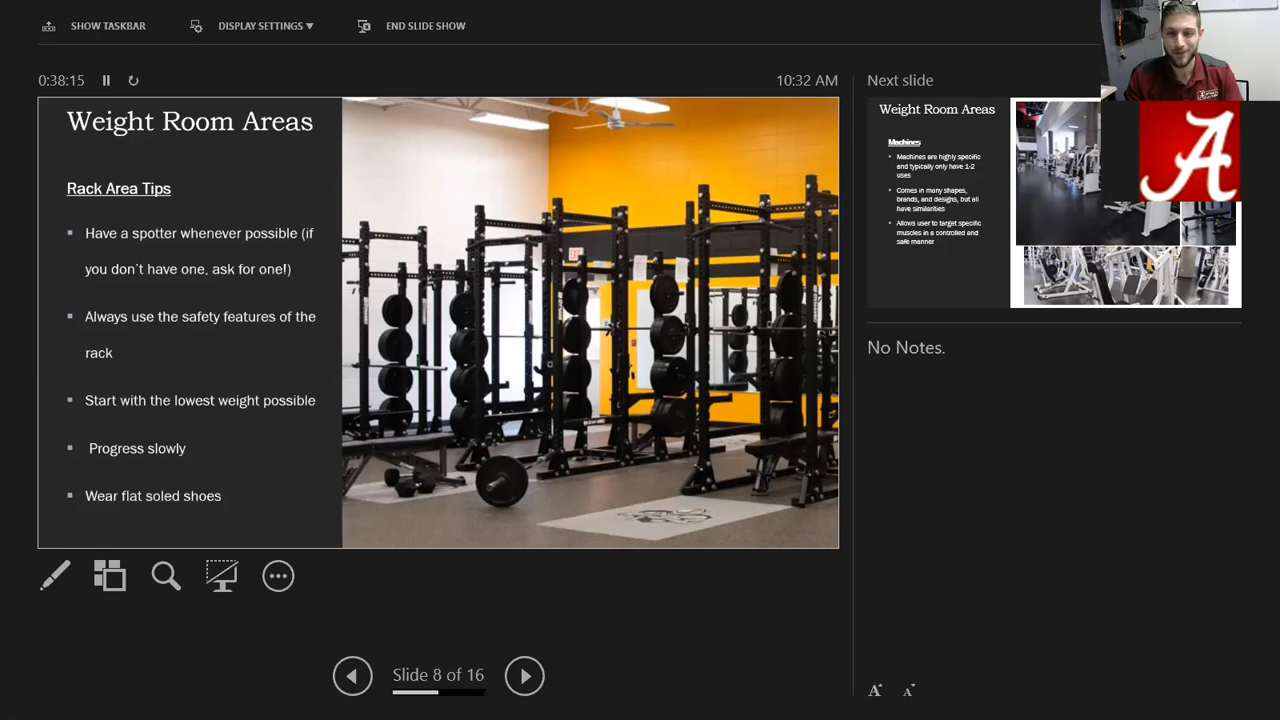 SHOW TASKBAR
DISPLAY SETTINGS ▼
END SLIDE SHOW
0:38:15
10:32 AM
Weight Room Areas
Rack Area Tips
▪ Have a spotter whenever possible (if
you don't have one, ask for one!)
▪ Always use the safety features of the
rack
▪ Start with the lowest weight possible
▪ Progress slowly
▪ Wear flat soled shoes
Slide 8 of 16
Next slide
Weight Room Areas
Machines
Machines are highly specific
and typically only have 1-2
uses
Comes in many shapes,
brands, and designs, but all
have similarities
Allows user to target specific
muscles in a controlled and
safe manner
A
No Notes.
A A